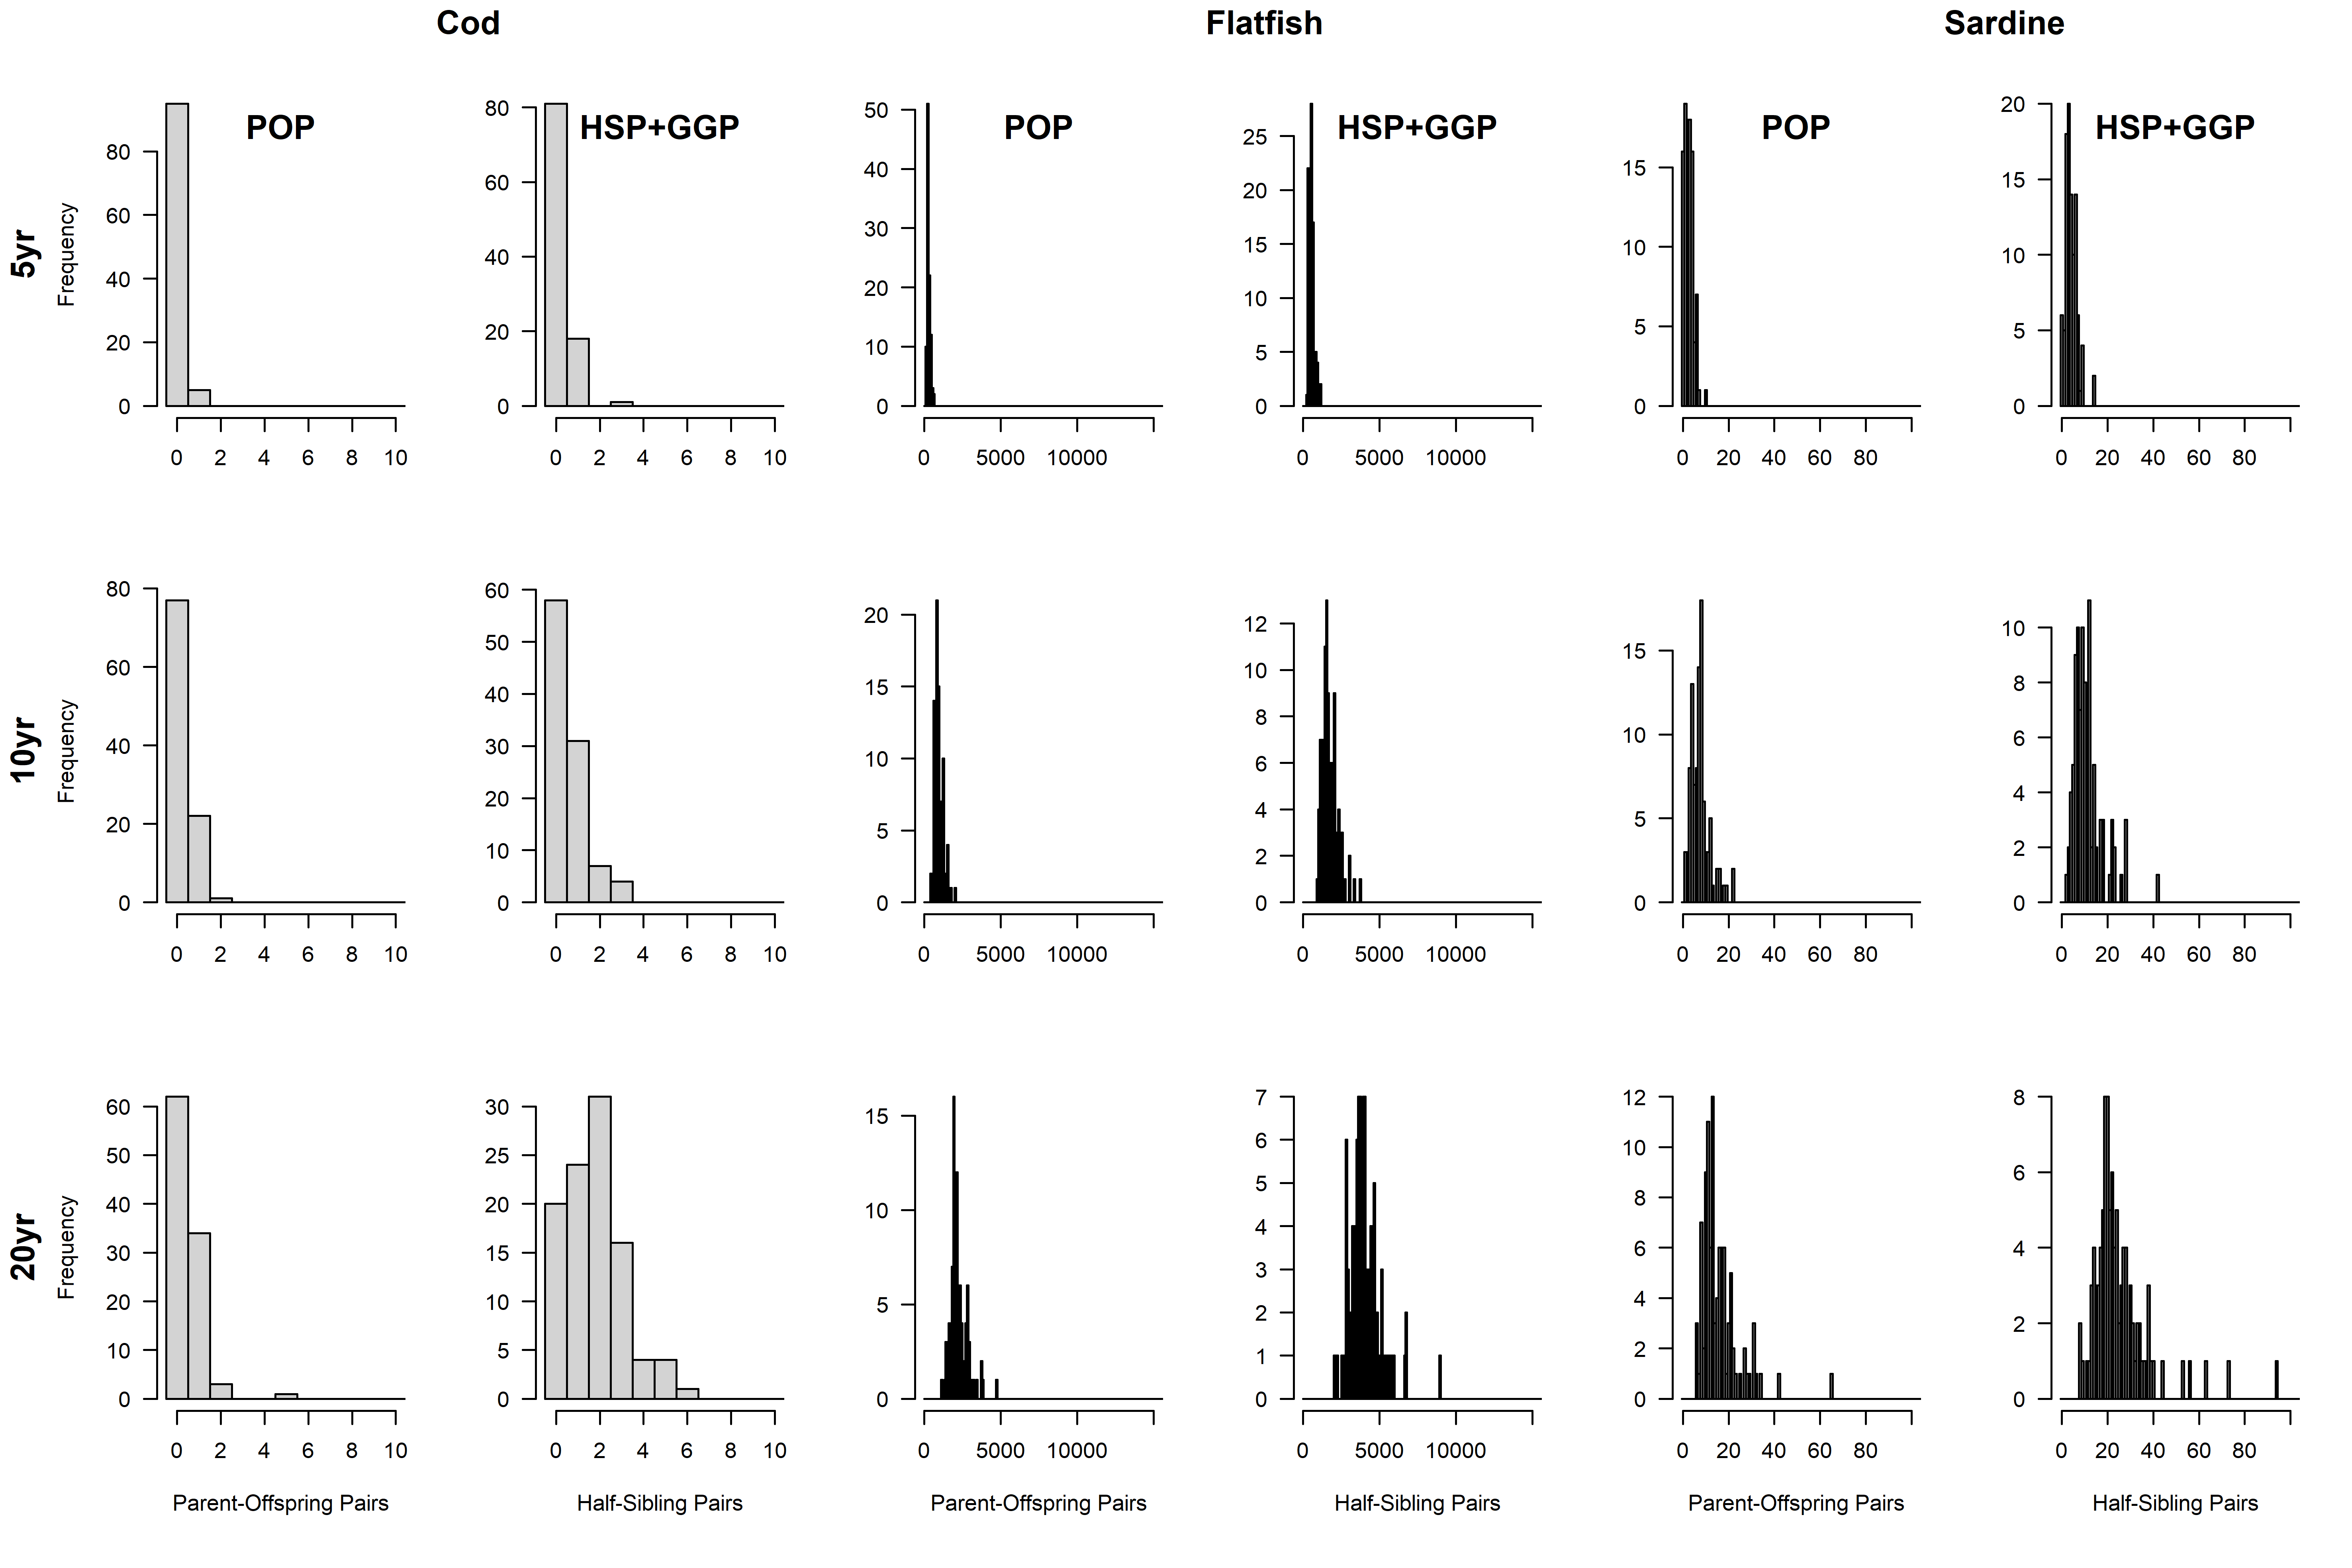 Cod Flatfish Sardine
POP HSP+GGP POP HSP+GGP POP HSP+GGP
5yr
Frequency
0 20 40 60 80
0 2 4 6 8 10
0 20 40 60 80
0 2 4 6 8 10
0 10 20 30 40 50
0 5000 10000
0 5 10 15 20 25
0 5000 10000
0 5 10 15
0 20 40 60 80
0 5 10 15 20
0 20 40 60 80
10yr
Frequency
0 20 40 60 80
0 2 4 6 8 10
0 10 20 30 40 50 60
0 2 4 6 8 10
0 5 10 15 20
0 5000 10000
0 2 4 6 8 10 12
0 5000 10000
0 5 10 15
0 20 40 60 80
0 2 4 6 8 10
0 20 40 60 80
20yr
Frequency
0 10 20 30 40 50 60
0 2 4 6 8 10
Parent-Offspring Pairs
0 5 10 15 20 25 30
0 2 4 6 8 10
Half-Sibling Pairs
0 5 10 15
0 5000 10000
Parent-Offspring Pairs
0 1 2 3 4 5 6 7
0 5000 10000
Half-Sibling Pairs
0 2 4 6 8 10 12
0 20 40 60 80
Parent-Offspring Pairs
0 2 4 6 8
0 20 40 60 80
Half-Sibling Pairs